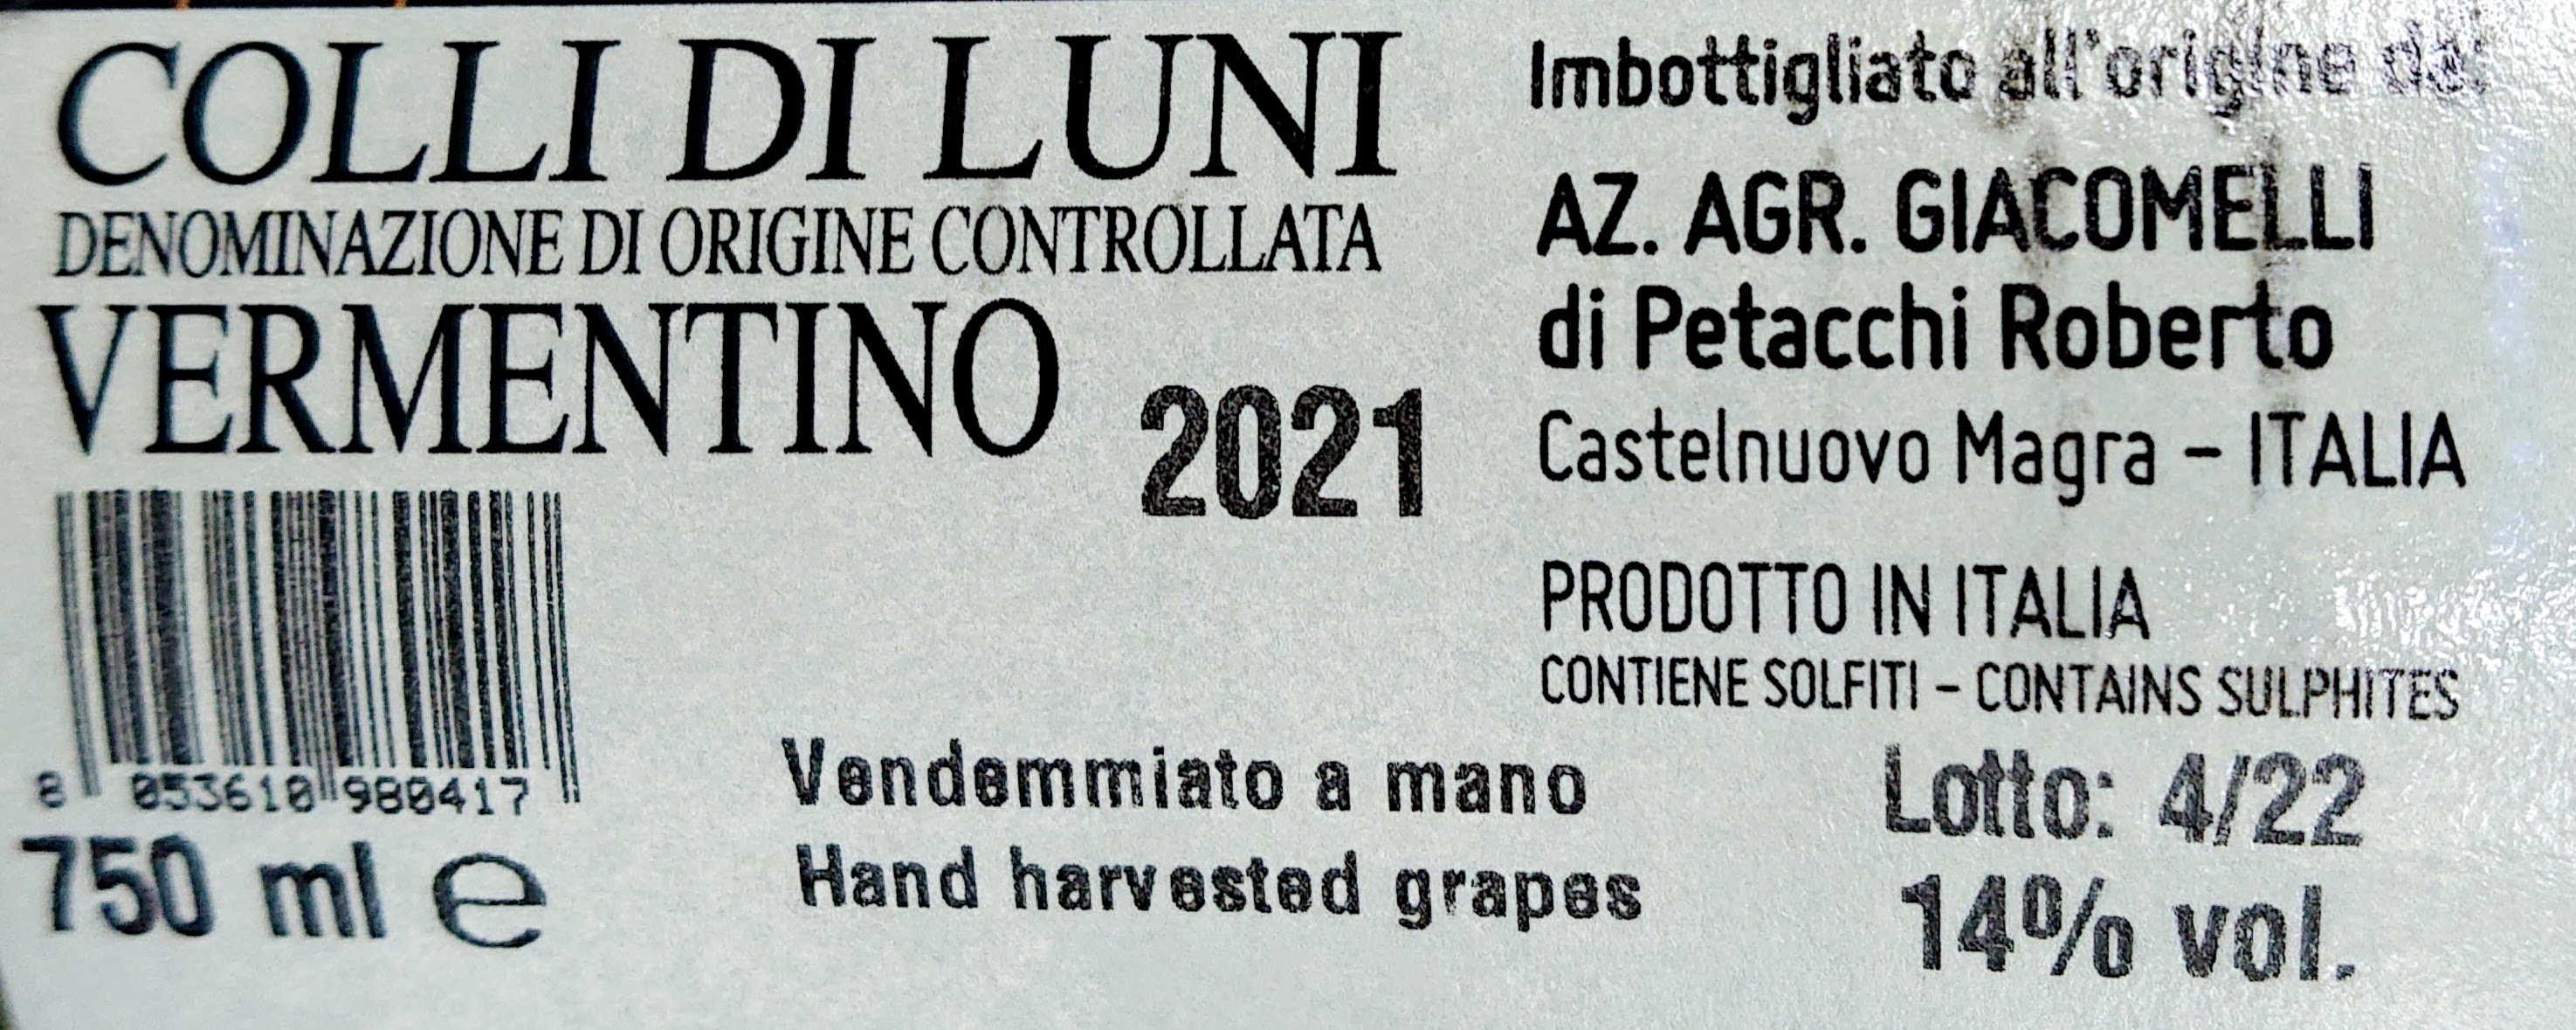 COLLI DI LUNI
DENOMINAZIONE DI ORIGINE CONTROLLATA
VERMENTINO
2021
8 053610 980417
750 ml e
Vendemmiato a mano
Hand harvested grapes
Imbottigliato all'origine da:
AZ. AGR. GIACOMELLI
di Petacchi Roberto
Castelnuovo Magra - ITALIA
PRODOTTO IN ITALIA
CONTIENE SOLFITI - CONTAINS SULPHITES
Lotto: 4/22
14% vol.